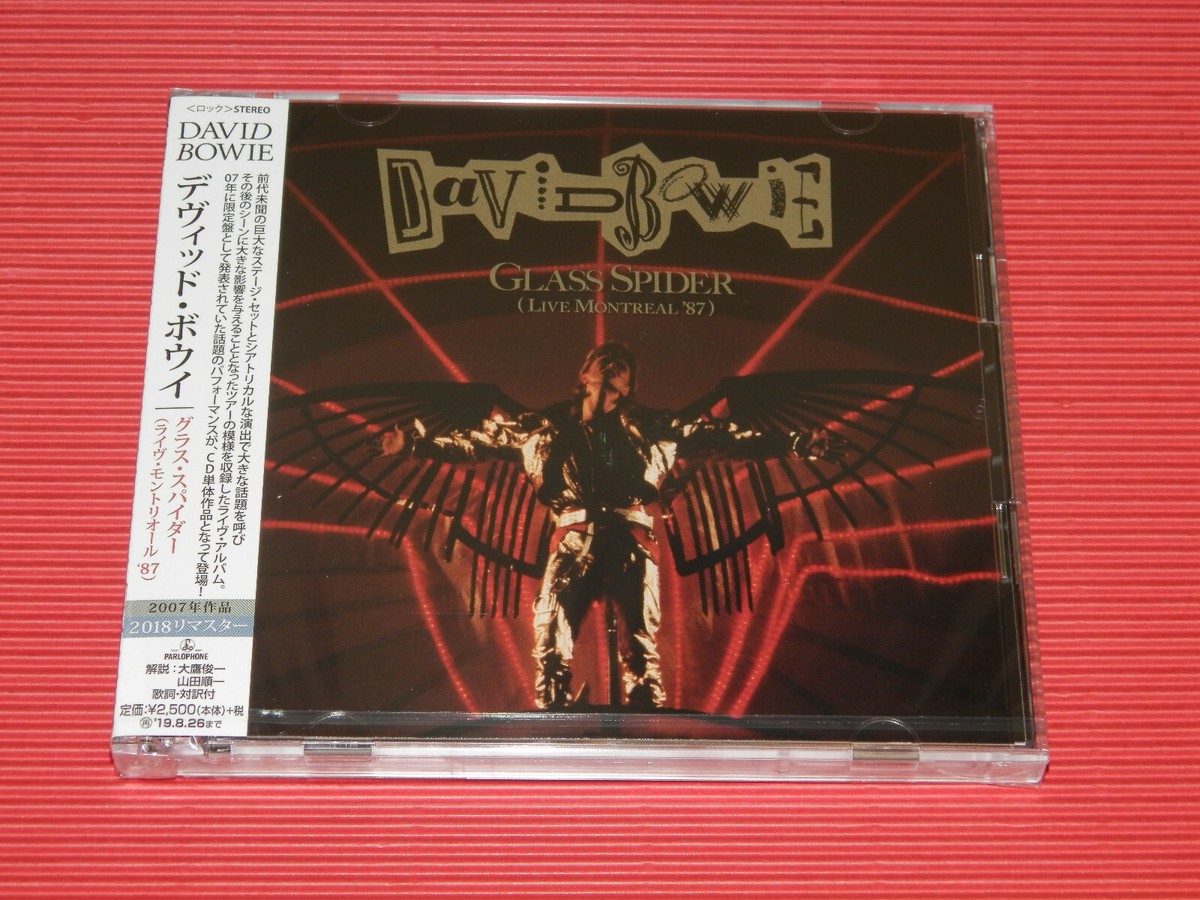 <ロック>STEREO
DAVID
BOWIE
デヴィッド・ボウイ
グラス・スパイダー
(ライヴ・モントリオール '87)
前代未聞の巨大なステージ・セットとシアトリカルな演出で大きな話題を呼び
その後のシーンに大きな影響を与えることとなったツアーの模様を収録したライヴ・アルバム。
07年に限定盤として発表されていた話題のパフォーマンスが、CD単体作品となって登場!
2007年作品
2018リマスター
PARLOPHONE
解説:大鷹俊一
山田順一
歌詞・対訳付
定価:¥2,500(本体)+税
再 '19.8.26まで
DaViD BOWiE
GLASS SPIDER
(LIVE MONTREAL '87)